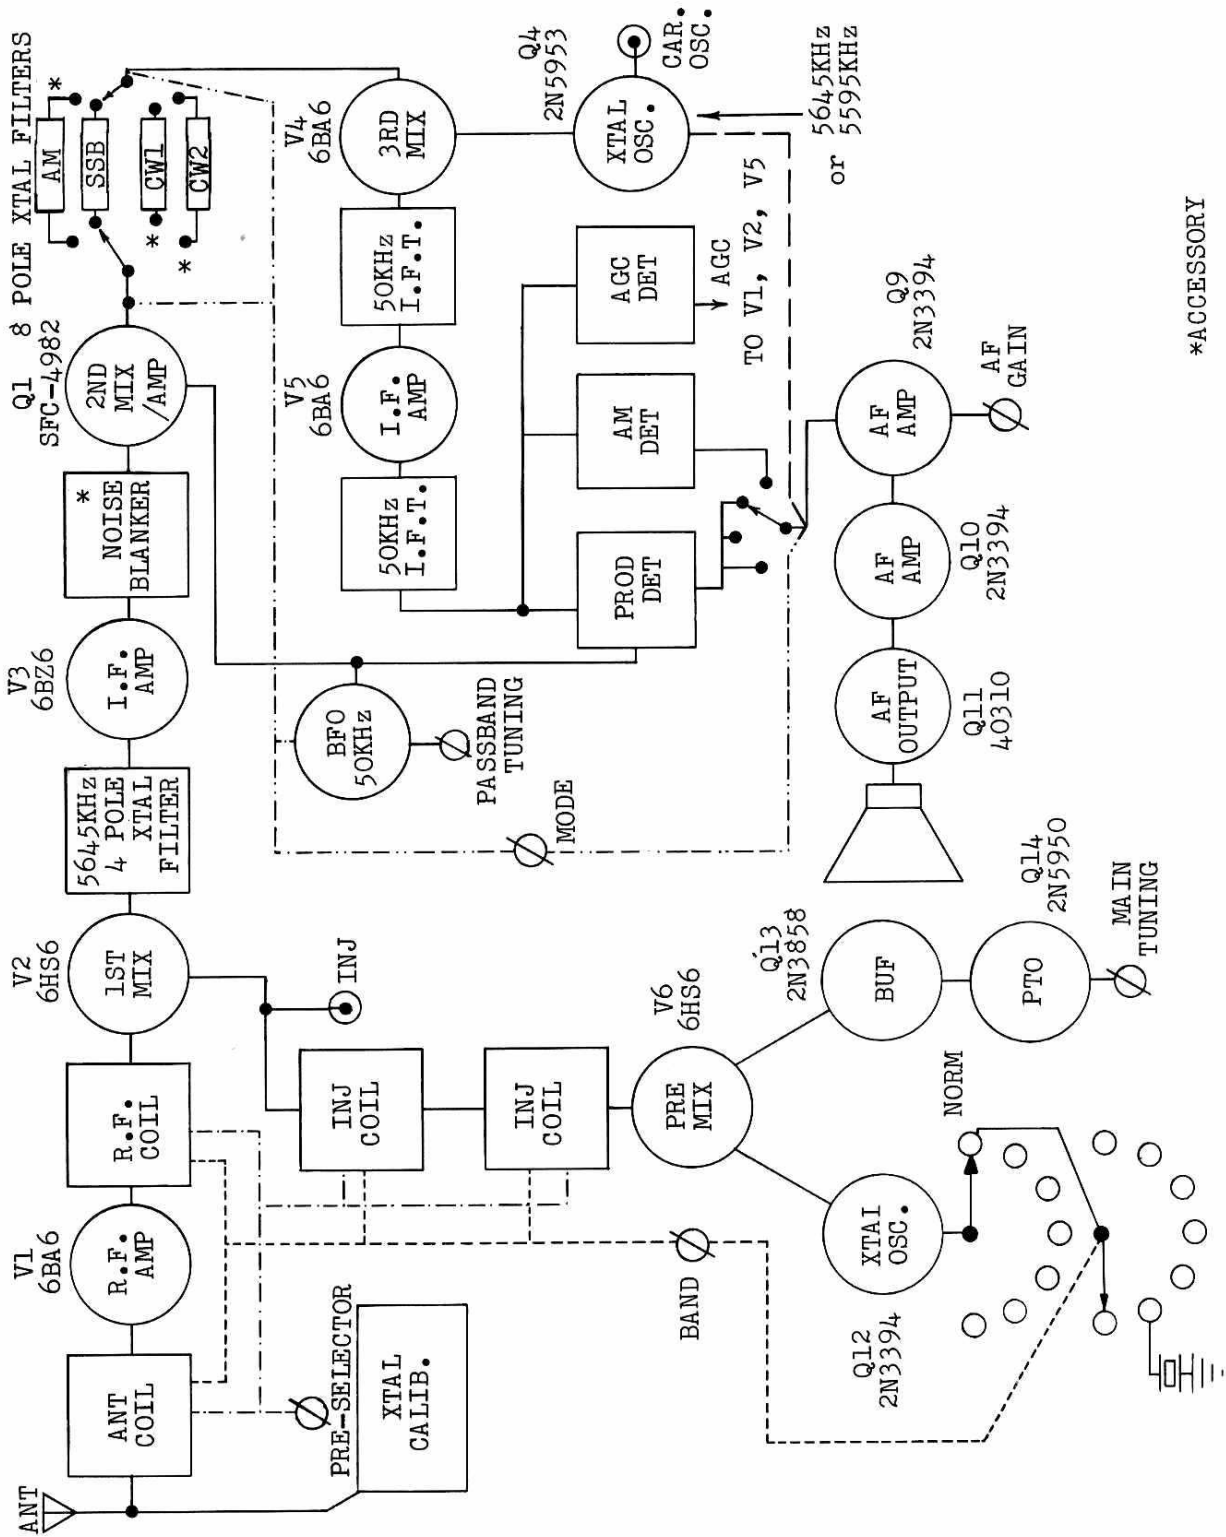 ANT
ANT
COIL
V1
6BA6
R.F.
AMP
R.F.
COIL
V2
6HS6
1ST
MIX
5645KHz
4 POLE
XTAL
FILTER
V3
6BZ6
I.F.
AMP
*
NOISE
BLANKER
Q1
SFC-4982
2ND
MIX
/AMP
8 POLE XTAL FILTERS
AM
*
SSB
*
CW1
*
CW2
V4
6BA6
3RD
MIX
50KHz
I.F.T.
V5
6BA6
I.F.
AMP
50KHz
I.F.T.
Q4
2N5953
XTAL
OSC.
CAR.
OSC.
5645KHz
or 5595KHz
BFO
50KHz
PASSBAND
TUNING
MODE
PROD
DET
AM
DET
AGC
DET
AGC
TO V1, V2, V5
INJ
INJ
COIL
INJ
COIL
PRE-SELECTOR
XTAL
CALIB.
BAND
V6
6HS6
PRE
MIX
Q12
2N3394
XTAL
OSC.
NORM
Q13
2N3858
BUF
Q14
2N5950
PTO
MAIN
TUNING
AF
OUTPUT
Q11
40310
AF
AMP
Q10
2N3394
AF
AMP
Q9
2N3394
AF
GAIN
*ACCESSORY